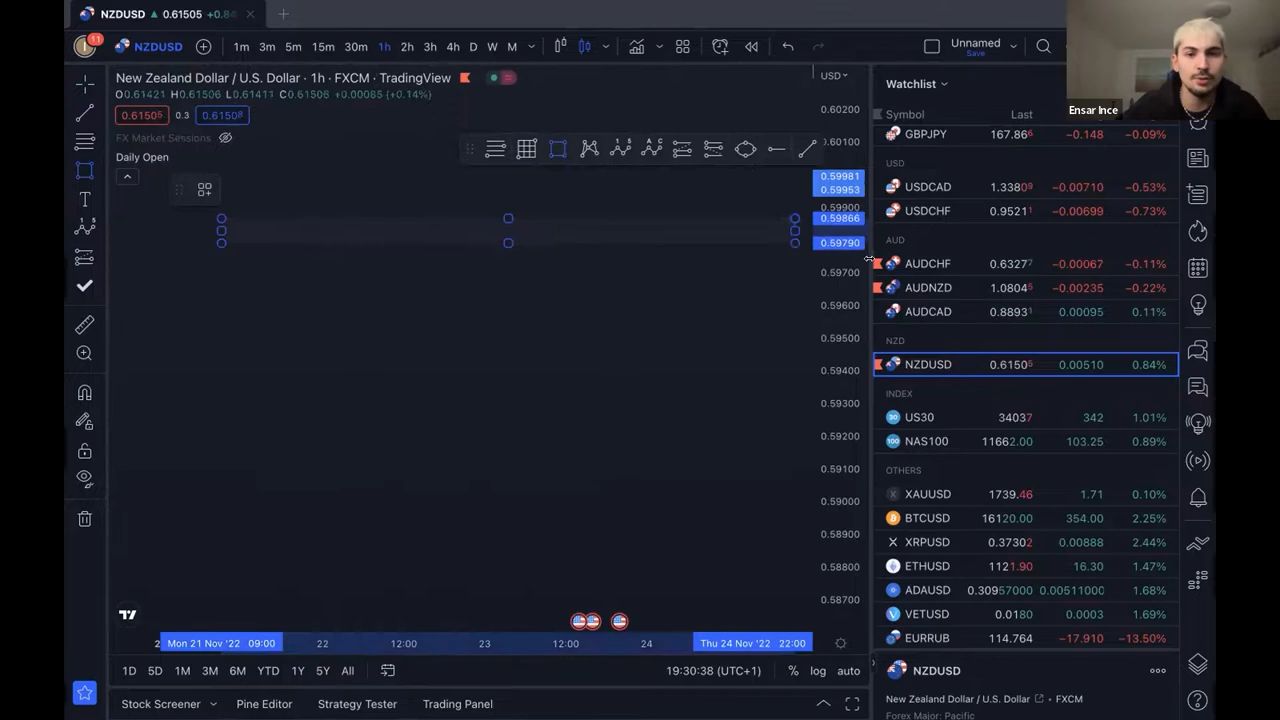 NZDUSD ▲ 0.61505 +0.84
11
NZDUSD
1m 3m 5m 15m 30m 1h 2h 3h 4h D W M
Unnamed
Save
New Zealand Dollar / U.S. Dollar · 1h · FXCM · TradingView
O0.61421 H0.61506 L0.61411 C0.61506 +0.00085 (+0.14%)
0.61505 0.3 0.61508
FX Market Sessions
Daily Open
USD
0.60200
0.60100
0.59981
0.59953
0.59900
0.59866
0.59790
0.59700
0.59600
0.59500
0.59400
0.59300
0.59200
0.59100
0.59000
0.58900
0.58800
0.58700
Mon 21 Nov '22 09:00 22 12:00 23 12:00 24 Thu 24 Nov '22 22:00
1D 5D 1M 3M 6M YTD 1Y 5Y All
19:30:38 (UTC+1) % log auto
Stock Screener Pine Editor Strategy Tester Trading Panel
Watchlist
Symbol Last
GBPJPY 167.866 −0.148 −0.09%
USD
USDCAD 1.33809 −0.00710 −0.53%
USDCHF 0.95211 −0.00699 −0.73%
AUD
AUDCHF 0.63277 −0.00067 −0.11%
AUDNZD 1.08045 −0.00235 −0.22%
AUDCAD 0.88931 0.00095 0.11%
NZD
NZDUSD 0.61505 0.00510 0.84%
INDEX
US30 34037 342 1.01%
NAS100 11662.00 103.25 0.89%
OTHERS
XAUUSD 1739.46 1.71 0.10%
BTCUSD 16120.00 354.00 2.25%
XRPUSD 0.37302 0.00888 2.44%
ETHUSD 1121.90 16.30 1.47%
ADAUSD 0.30957000 0.00511000 1.68%
VETUSD 0.0180 0.0003 1.69%
EURRUB 114.764 −17.910 −13.50%
NZDUSD
New Zealand Dollar / U.S. Dollar · FXCM
Forex Major: Pacific
Ensar Ince